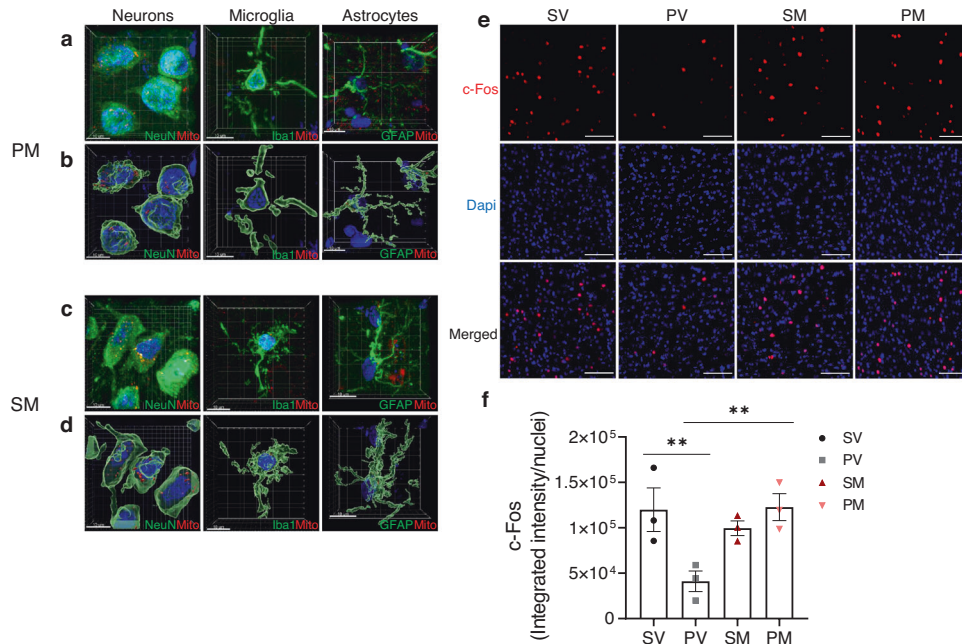 Neurons Microglia Astrocytes
a
NeuN Mito Iba1 Mito GFAP Mito
PM
b
NeuN Mito Iba1 Mito GFAP Mito
c
NeuN Mito Iba1 Mito GFAP Mito
SM
d
NeuN Mito Iba1 Mito GFAP Mito
e
SV PV SM PM
c-Fos
Dapi
Merged
f
c-Fos
(Integrated intensity/nuclei)
2×10⁵
1.5×10⁵
1×10⁵
5×10⁴
0
** **
SV PV SM PM
SV
PV
SM
PM